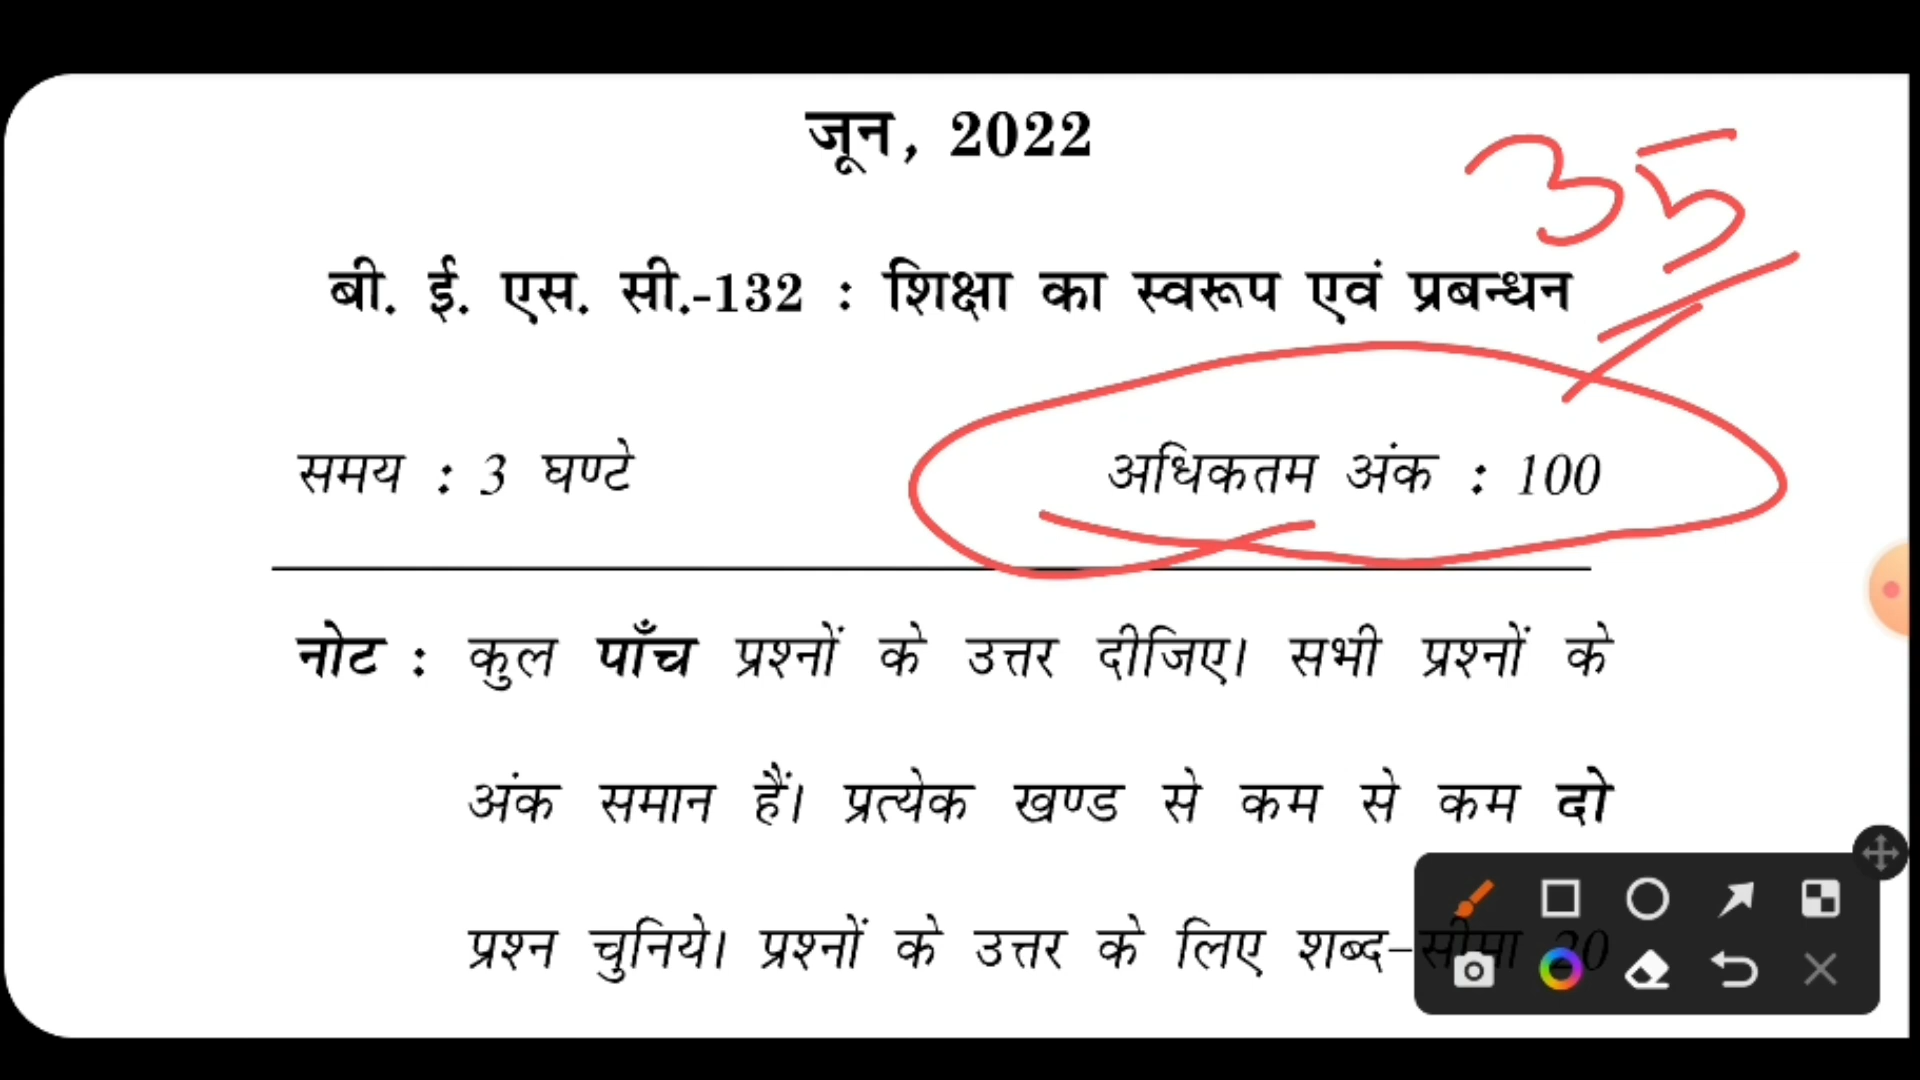 जून, 2022
35
बी. ई. एस. सी.-132 : शिक्षा का स्वरूप एवं प्रबन्धन
समय : 3 घण्टे अधिकतम अंक : 100
नोट : कुल पाँच प्रश्नों के उत्तर दीजिए। सभी प्रश्नों के
अंक समान हैं। प्रत्येक खण्ड से कम से कम दो
प्रश्न चुनिये। प्रश्नों के उत्तर के लिए शब्द-सीमा 20